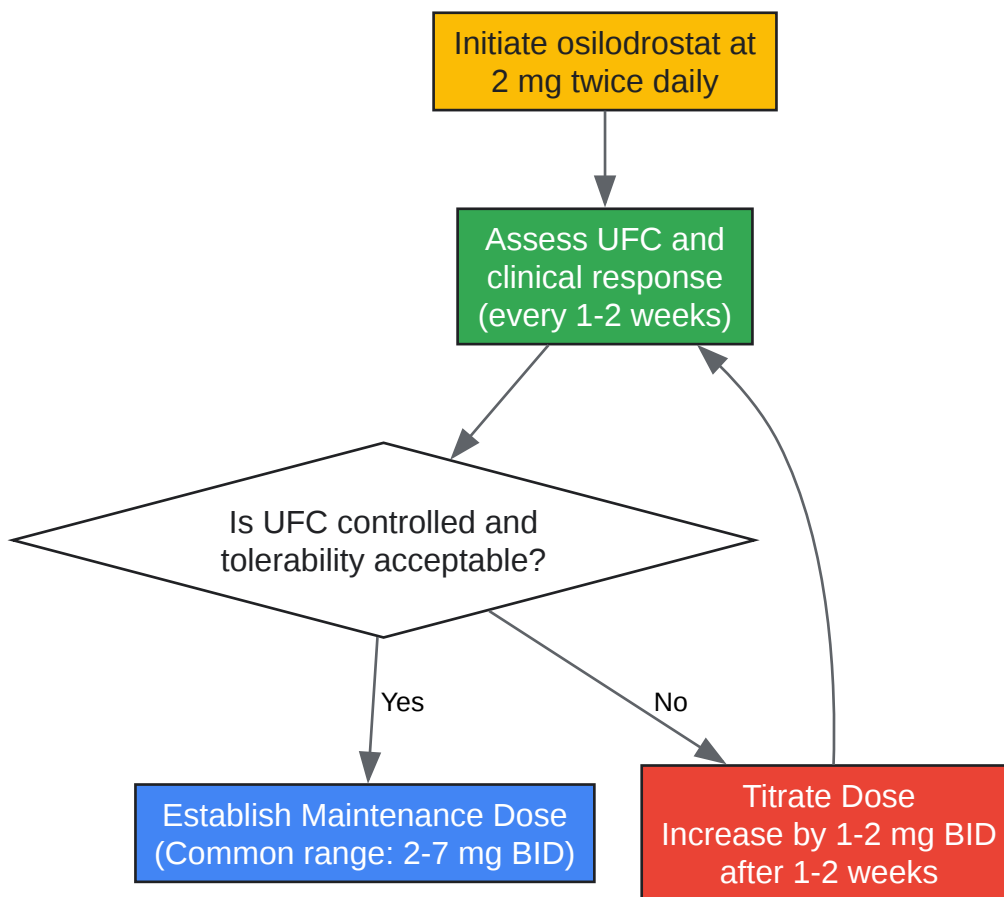 Initiate osilodrostat at
2 mg twice daily
Assess UFC and
clinical response
(every 1-2 weeks)
Is UFC controlled and
tolerability acceptable?
Yes
No
Establish Maintenance Dose
(Common range: 2-7 mg BID)
Titrate Dose
Increase by 1-2 mg BID
after 1-2 weeks